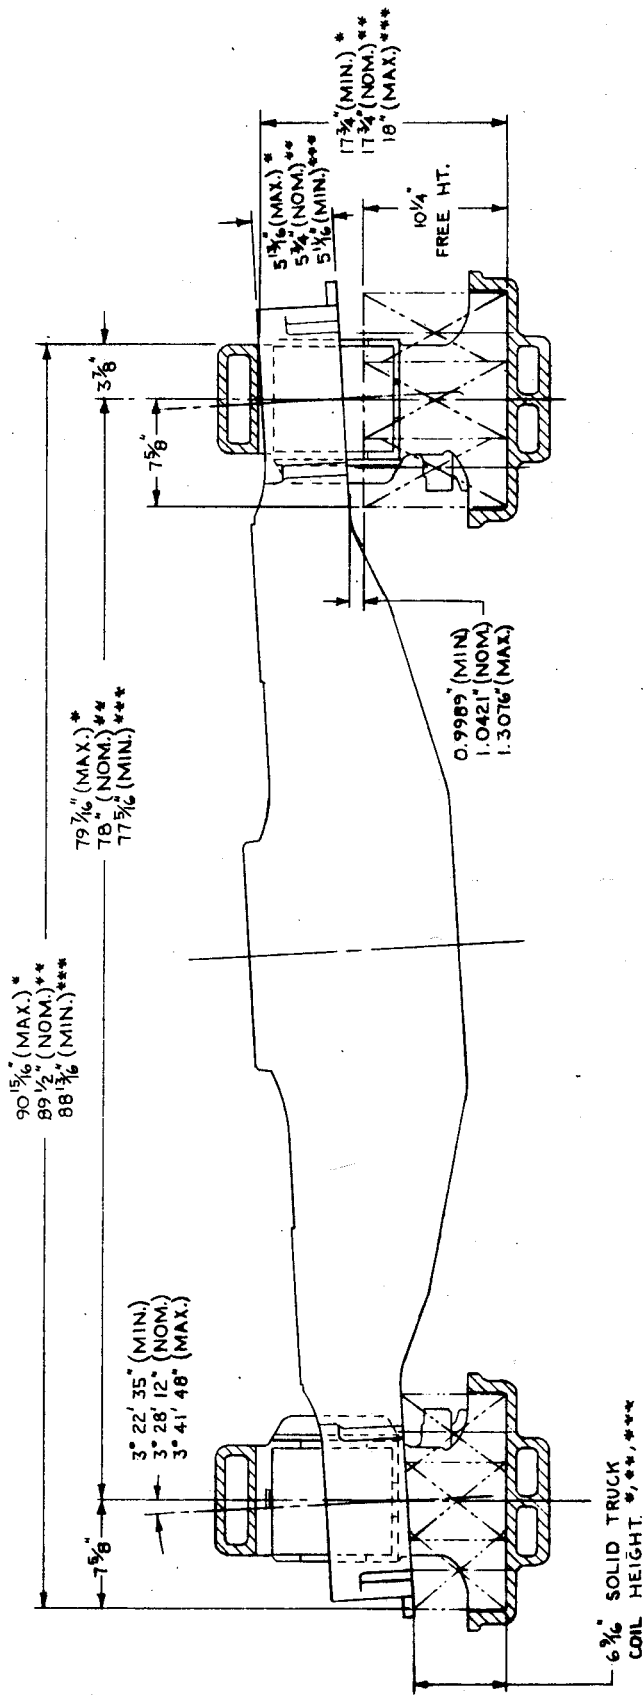 90 15/16" (MAX.) *
89 1/2" (NOM.) **
88 13/16" (MIN.) ***
79 7/16" (MAX.) *
78" (NOM.) **
77 5/16" (MIN.) ***
3 7/8"
7 5/8"
5 13/16" (MAX.) *
5 3/4" (NOM.) **
5 1/16" (MIN.) ***
17 3/4" (MIN.) *
17 3/4" (NOM.) **
18" (MAX.) ***
10 1/4"
FREE HT.
3° 22' 35" (MIN.)
3° 28' 12" (NOM.)
3° 41' 48" (MAX.)
7 5/8"
0.9989" (MIN)
1.0421" (NOM.)
1.3076" (MAX.)
6 9/16" SOLID TRUCK
COIL HEIGHT *, **, ***